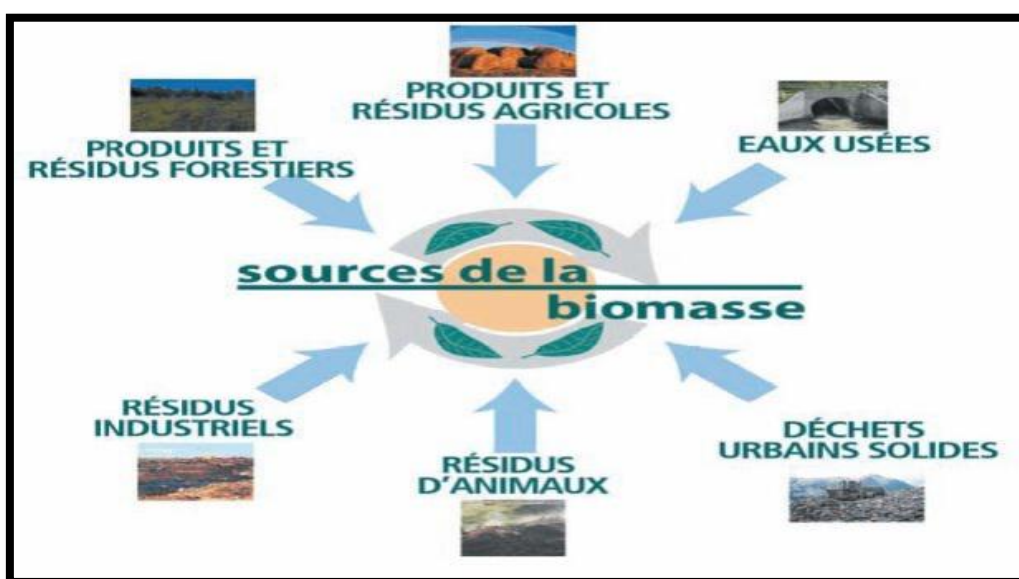 PRODUITS ET
RÉSIDUS AGRICOLES
PRODUITS ET
RÉSIDUS FORESTIERS
EAUX USÉES
sources de la
biomasse
RÉSIDUS
INDUSTRIELS
RÉSIDUS
D'ANIMAUX
DÉCHETS
URBAINS SOLIDES